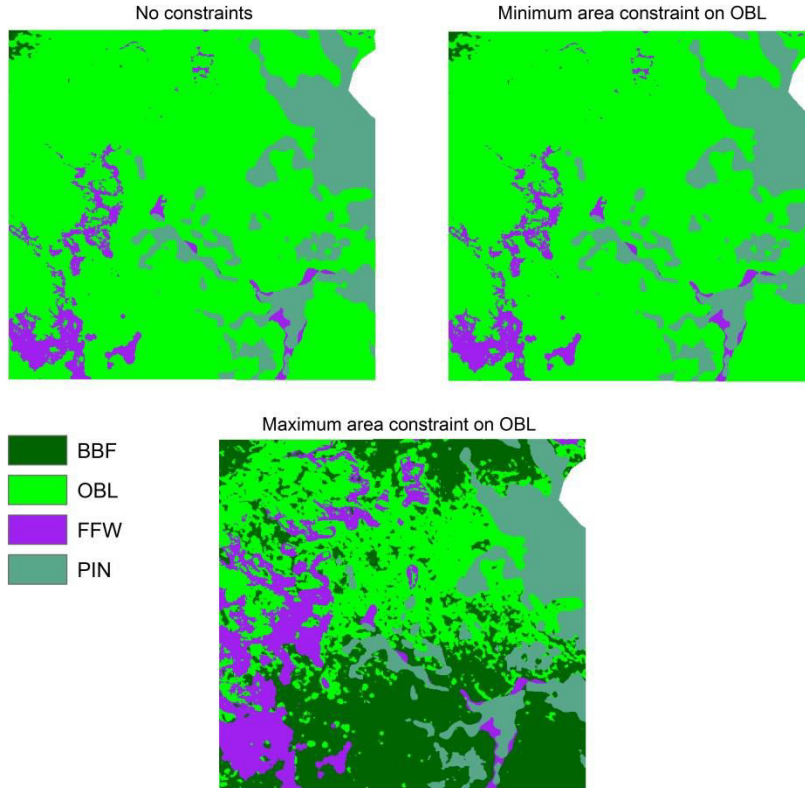 No constraints
Minimum area constraint on OBL
Maximum area constraint on OBL
BBF
OBL
FFW
PIN